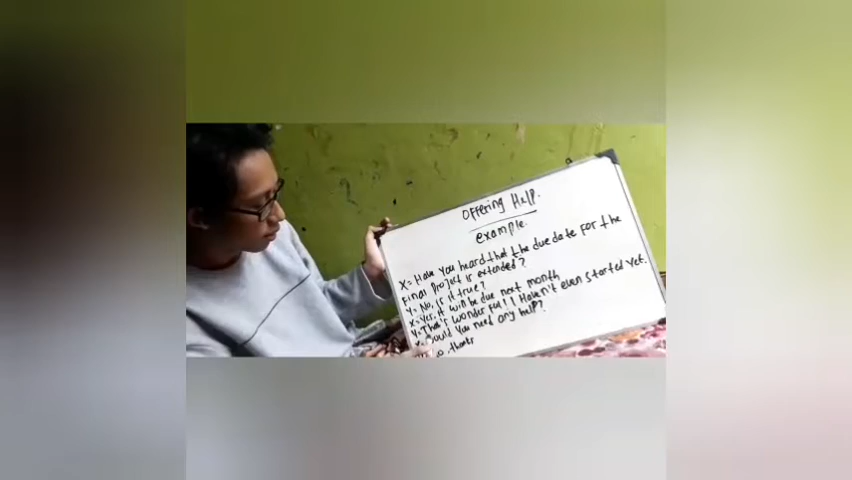 Offering Help.
example.
X = Have you heard that the due date for the
Final project is extended?
Y = No, is it true?
X = Yes, it will be due next month
Y = That's wonderful! I Haven't even started yet.
Would you need any help?
thanks